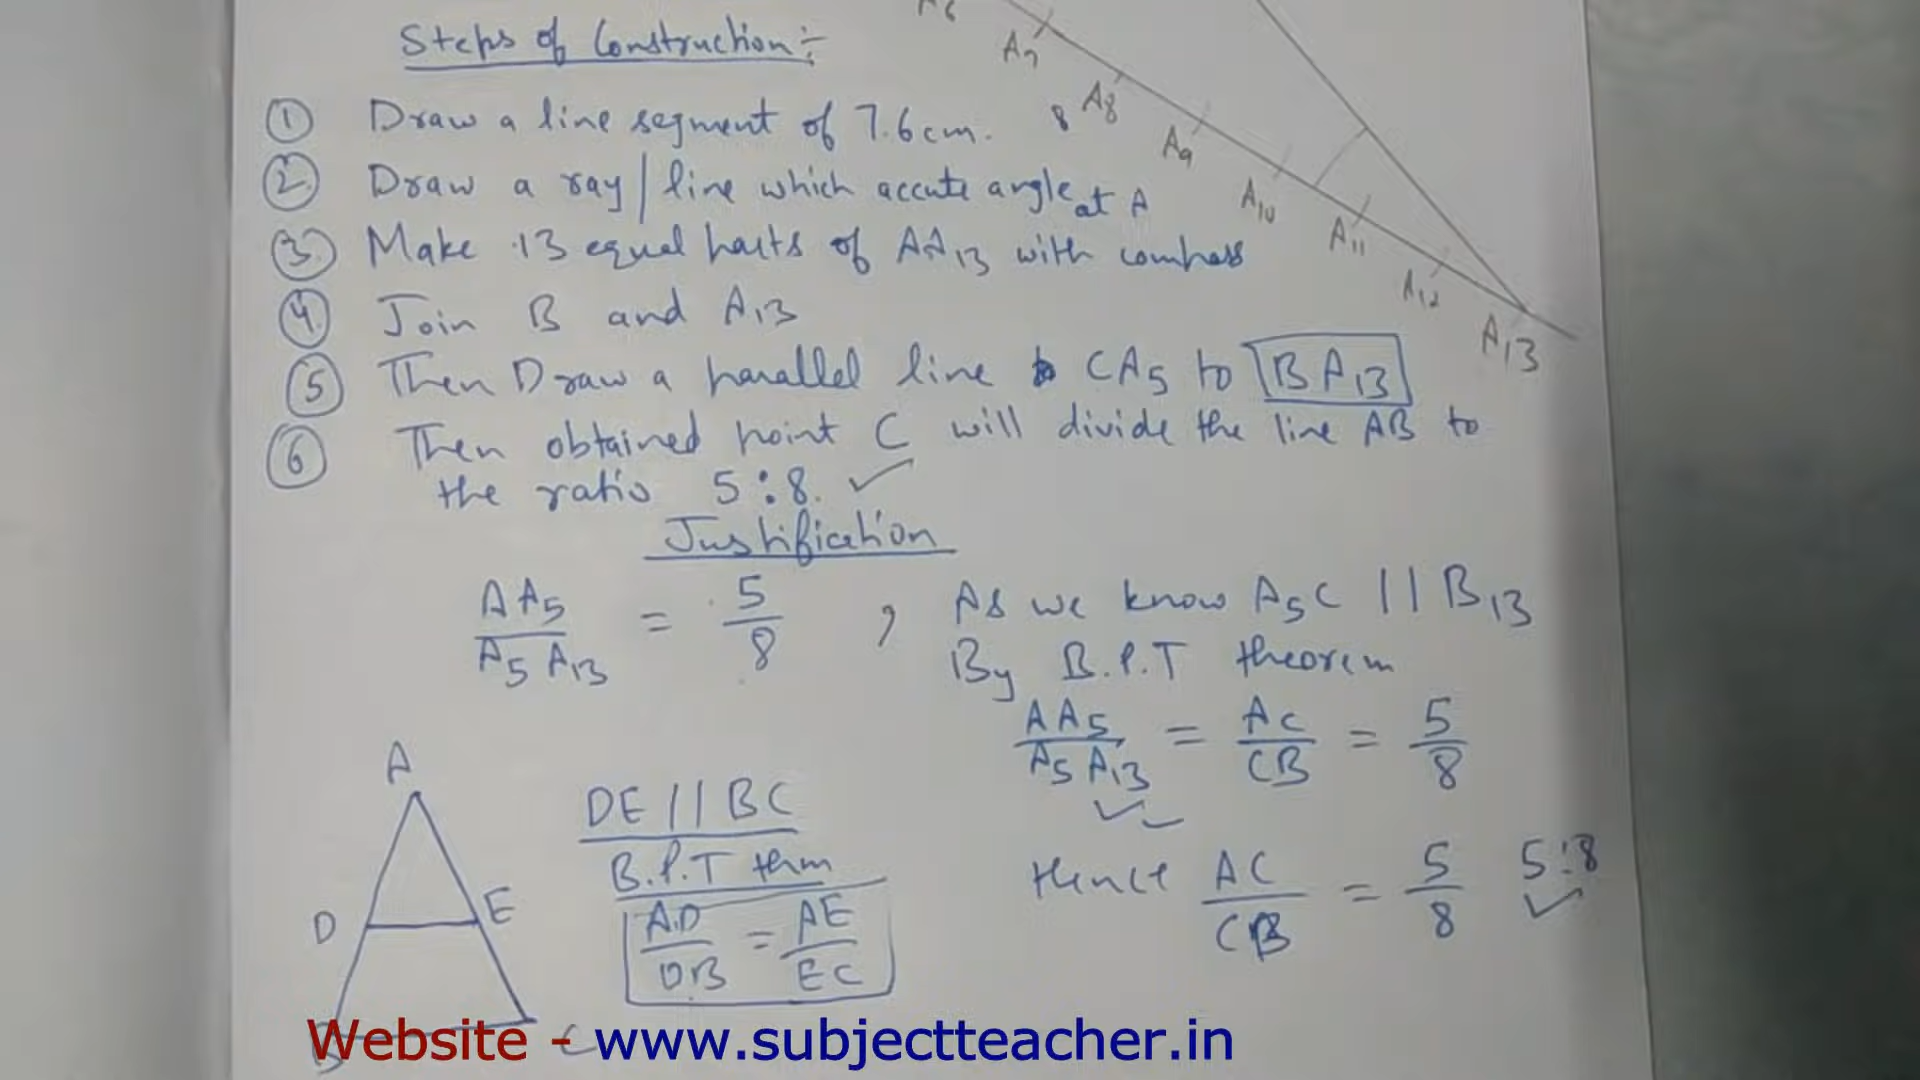 Steps of Construction:-
① Draw a line segment of 7.6cm.
② Draw a ray/line which accute angle at A
③ Make 13 equal parts of AA13 with compass
④ Join B and A13
⑤ Then Draw a parallel line CA5 to BA13
⑥ Then obtained point C will divide the line AB to
the ratio 5:8. ✓
Justification
AA5/A5A13 = 5/8 , As we know A5C || B13
By B.P.T theorem
AA5/A5A13 = AC/CB = 5/8
Hence AC/CB = 5/8 5:8 ✓
DE || BC
B.P.T thm
AD/DB = AE/EC
A
D
E
B
C
A6
A7
8 A8
A9
A10
A11
A12
A13
Website - www.subjectteacher.in